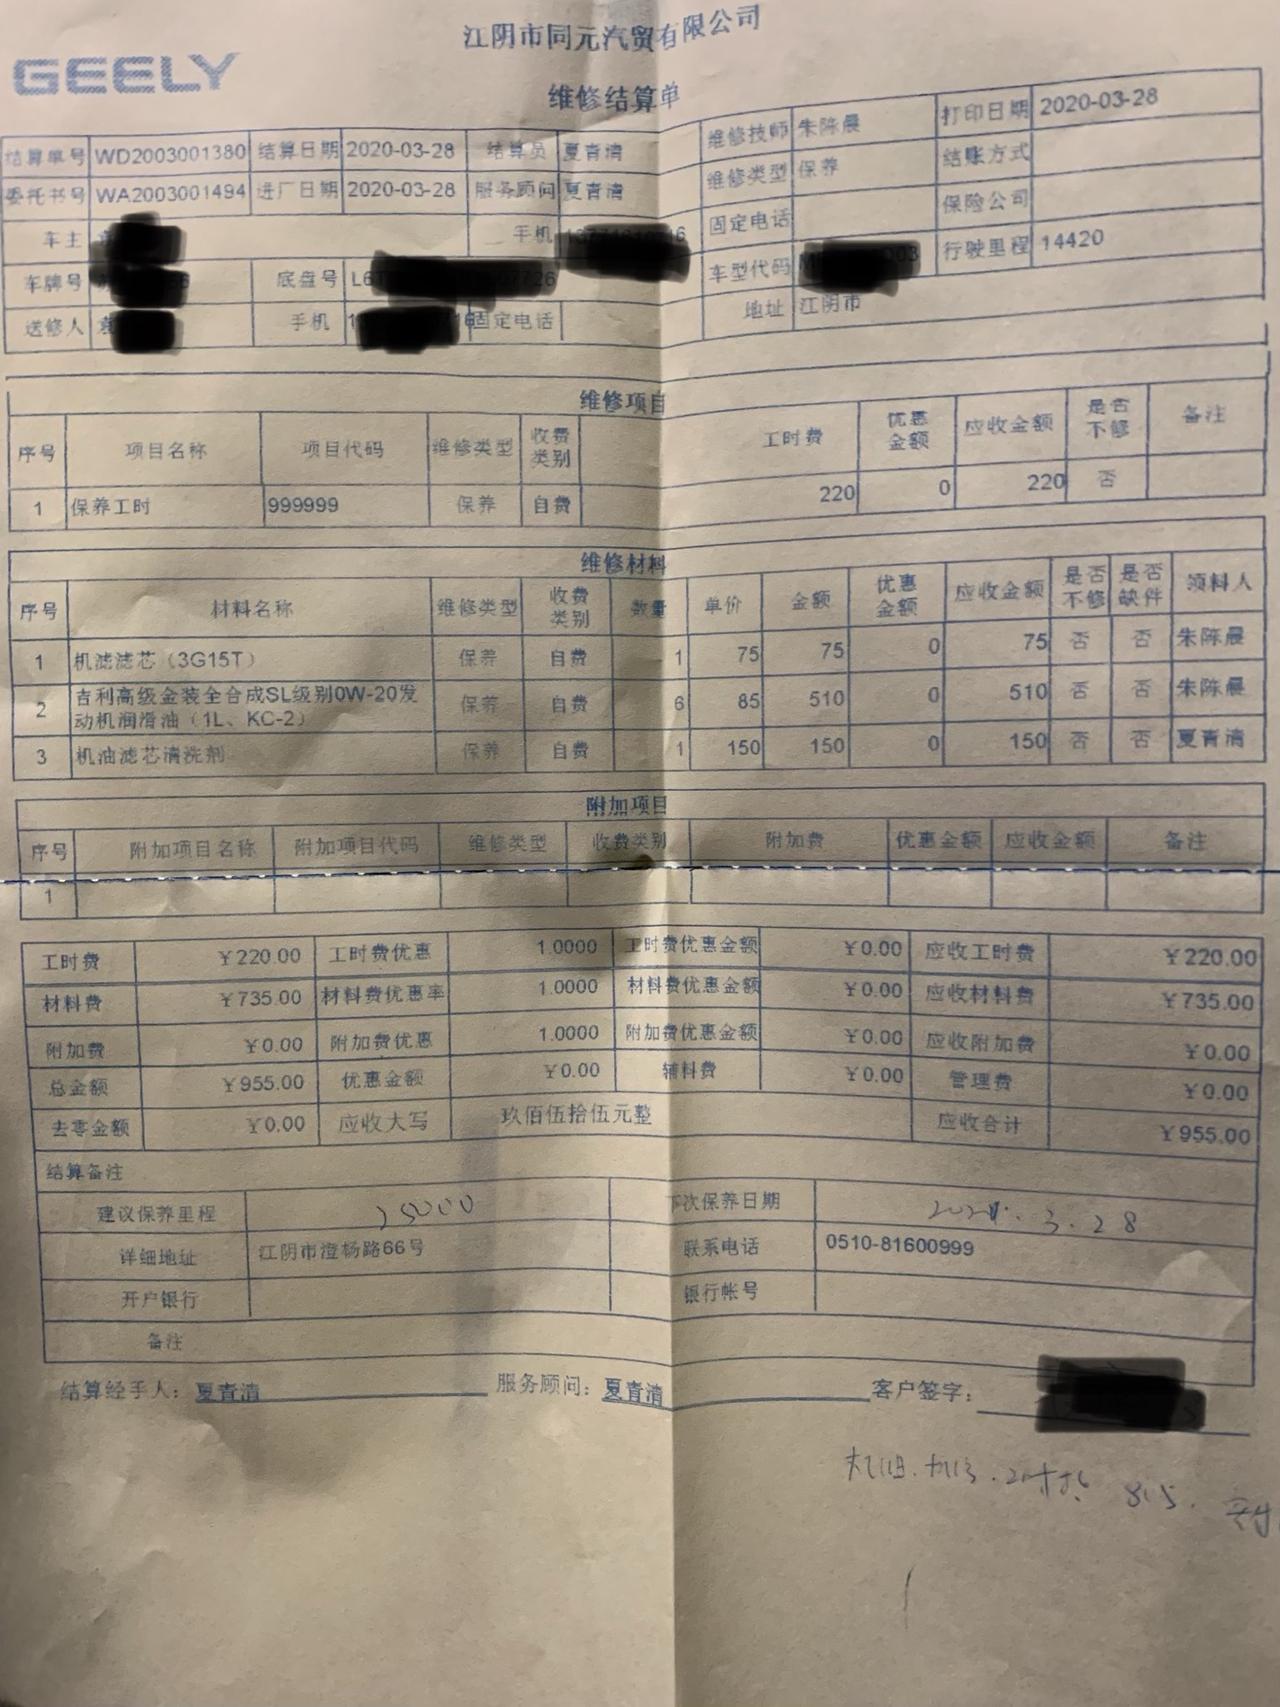 江阴市同元汽贸有限公司
GEELY
维修结算单
结算单号 WD2003001380 结算日期 2020-03-28 结算员 夏青清 维修技师 朱陈晨 打印日期 2020-03-28
委托书号 WA2003001494 进厂日期 2020-03-28 服务顾问 夏青清 维修类型 保养 结账方式
车主 手机 固定电话 保险公司
车牌号 底盘号 车型代码 行驶里程 14420
送修人 手机 固定电话 地址 江阴市
维修项目
序号 项目名称 项目代码 维修类型 收费类别 工时费 优惠金额 应收金额 是否不修 备注
1 保养工时 999999 保养 自费 220 0 220 否
维修材料
序号 材料名称 维修类型 收费类别 数量 单价 金额 优惠金额 应收金额 是否不修 是否缺件 领料人
1 机滤滤芯（3G15T） 保养 自费 1 75 75 0 75 否 否 朱陈晨
2 吉利高级金装全合成SL级别0W-20发动机润滑油（1L、KC-2） 保养 自费 6 85 510 0 510 否 否 朱陈晨
3 机油滤芯清洗剂 保养 自费 1 150 150 0 150 否 否 夏青清
附加项目
序号 附加项目名称 附加项目代码 维修类型 收费类别 附加费 优惠金额 应收金额 备注
1
工时费 ￥220.00 工时费优惠 1.0000 工时费优惠金额 ￥0.00 应收工时费 ￥220.00
材料费 ￥735.00 材料费优惠率 1.0000 材料费优惠金额 ￥0.00 应收材料费 ￥735.00
附加费 ￥0.00 附加费优惠 1.0000 附加费优惠金额 ￥0.00 应收附加费 ￥0.00
总金额 ￥955.00 优惠金额 ￥0.00 辅料费 ￥0.00 管理费 ￥0.00
去零金额 ￥0.00 应收大写 玖佰伍拾伍元整 应收合计 ￥955.00
结算备注
建议保养里程 25000 下次保养日期 2021.3.28
详细地址 江阴市澄杨路66号 联系电话 0510-81600999
开户银行 银行帐号
备注
结算经手人：夏青清 服务顾问：夏青清 客户签字：
815.